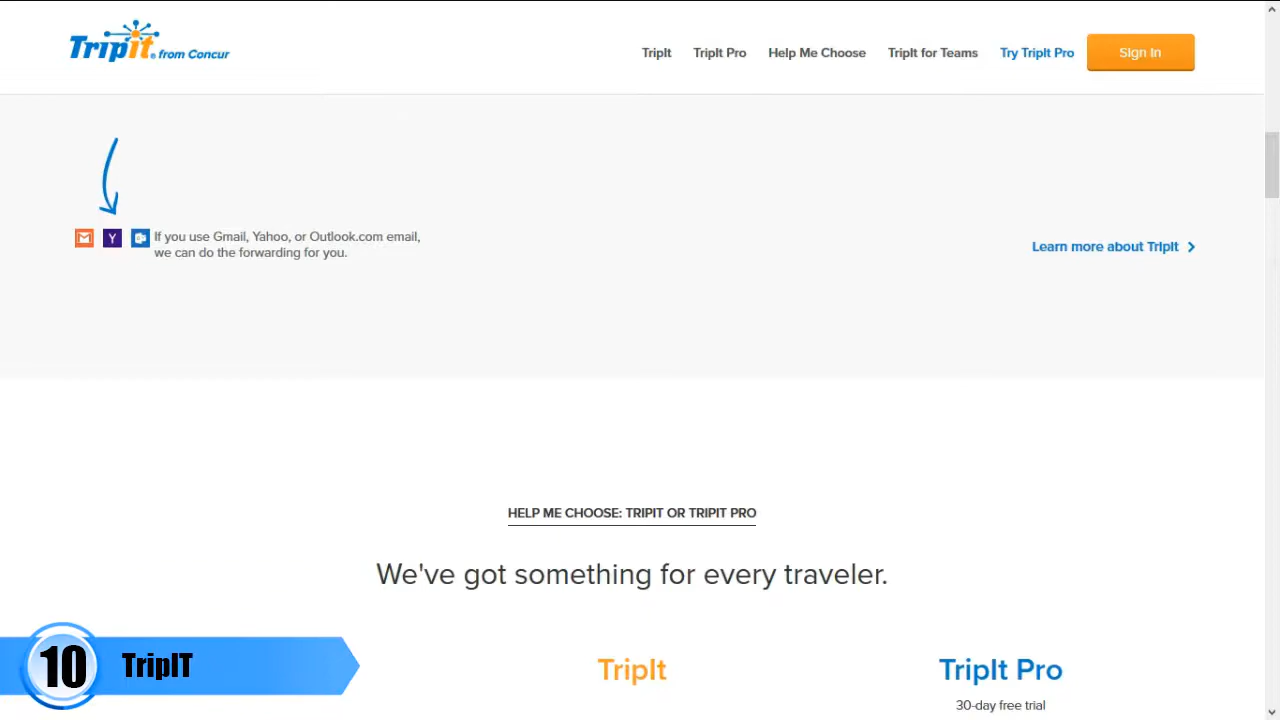 TripIt® from Concur
TripIt
TripIt Pro
Help Me Choose
TripIt for Teams
Try TripIt Pro
Sign In
Y
If you use Gmail, Yahoo, or Outlook.com email,
we can do the forwarding for you.
Learn more about TripIt
HELP ME CHOOSE: TRIPIT OR TRIPIT PRO
We've got something for every traveler.
TripIt
TripIt Pro
30-day free trial
10 TripIT